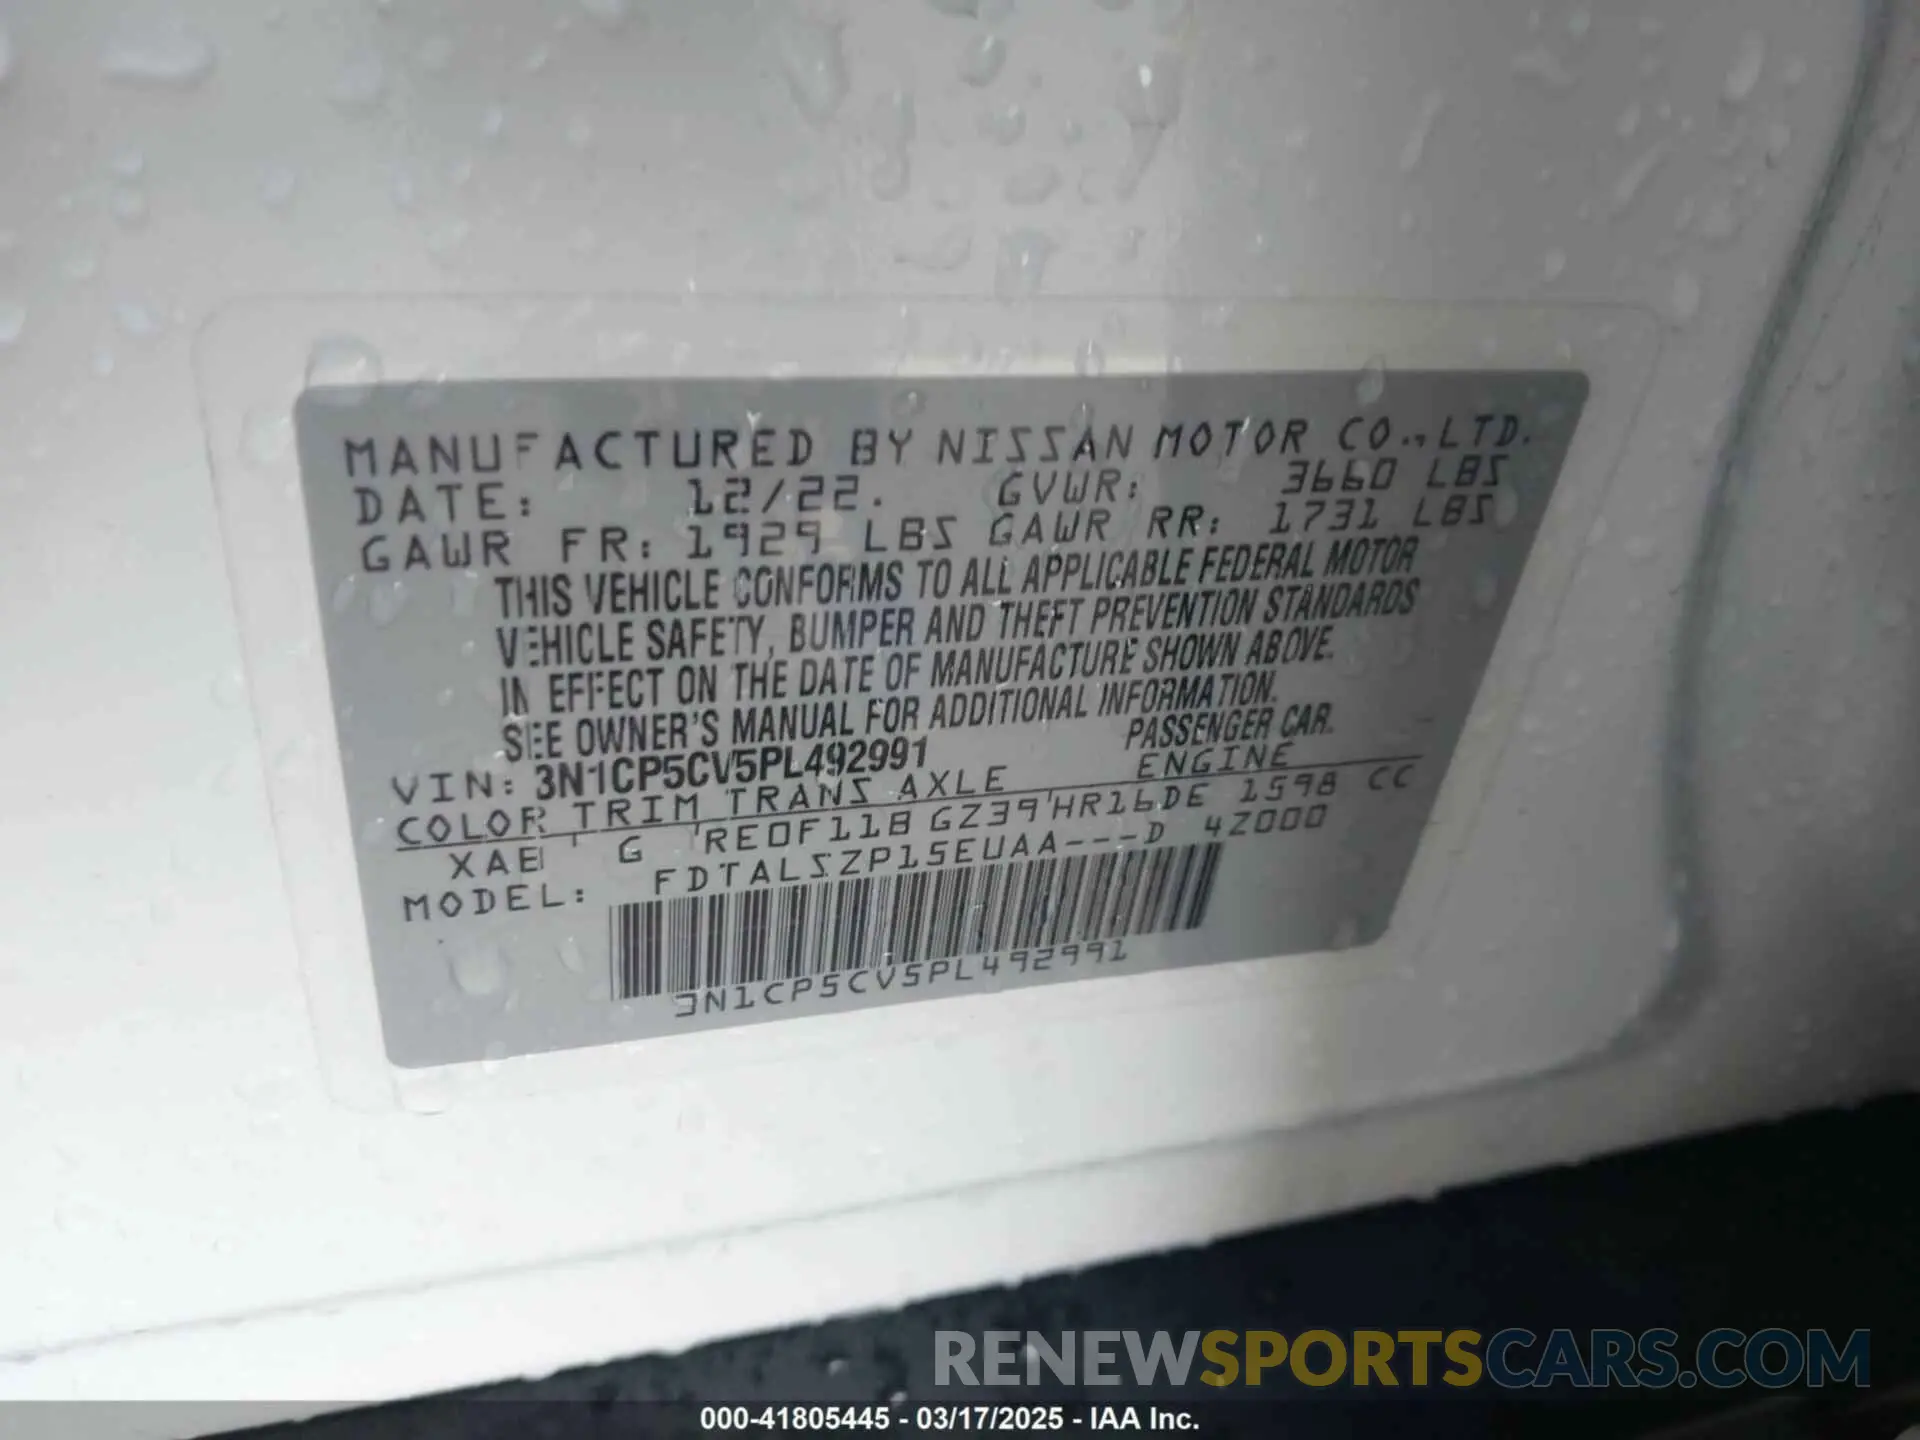 MANUFACTURED BY NISSAN MOTOR CO., LTD.
DATE: 12/22. GVWR: 3660 LBS
GAWR FR: 1929 LBS GAWR RR: 1731 LBS
THIS VEHICLE CONFORMS TO ALL APPLICABLE FEDERAL MOTOR
VEHICLE SAFETY, BUMPER AND THEFT PREVENTION STANDARDS
IN EFFECT ON THE DATE OF MANUFACTURE SHOWN ABOVE.
SEE OWNER'S MANUAL FOR ADDITIONAL INFORMATION.
VIN: 3N1CP5CV5PL492991 PASSENGER CAR.
COLOR TRIM TRANS AXLE ENGINE
XAE G RE0F11B GZ39 HR16DE 1598 CC
MODEL: FDTALSZP15EUAA---D 4Z000
3N1CP5CV5PL492991
RENEWSPORTSCARS.COM
000-41805445 - 03/17/2025 - IAA Inc.